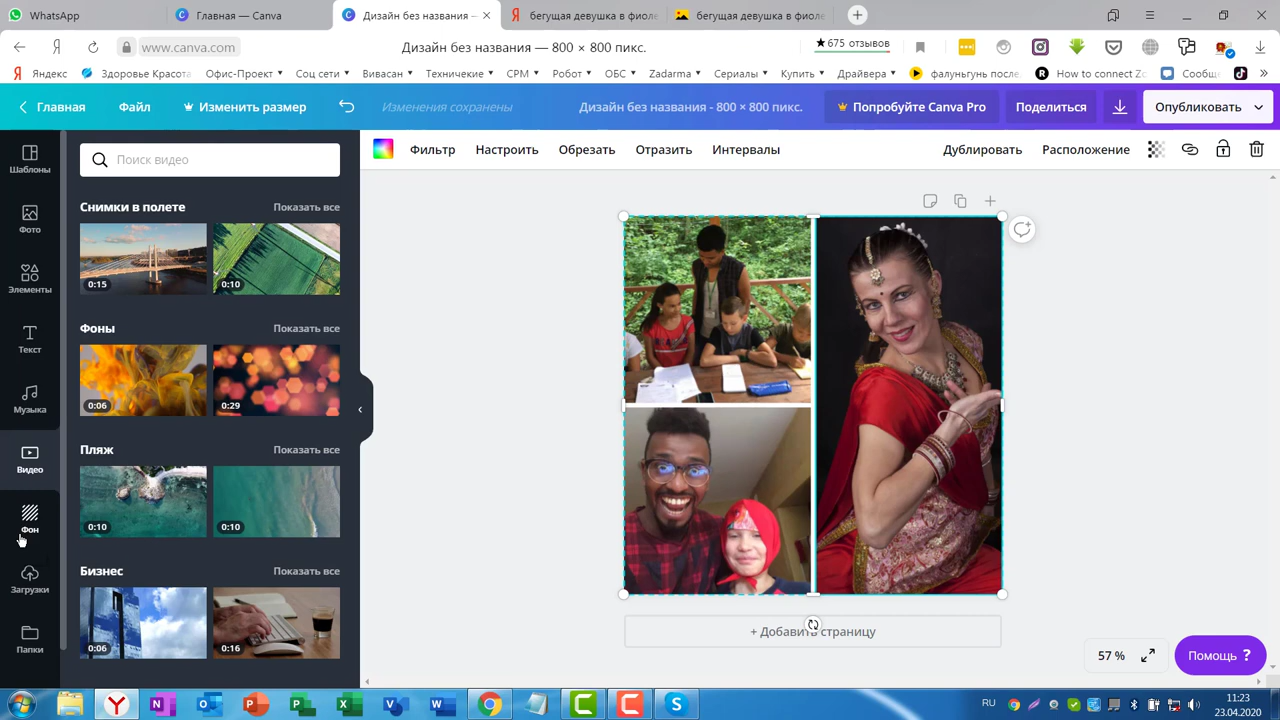 WhatsApp
Главная — Canva
Дизайн без названия —
бегущая девушка в фиоле
бегущая девушка в фиоле
www.canva.com
Дизайн без названия — 800 × 800 пикс.
★675 отзывов
Яндекс
Здоровье Красота
Офис-Проект
Соц сети
Вивасан
Течничекие
СРМ
Робот
ОБС
Zadarma
Сериалы
Купить
Драйвера
фалуньгунь после.
How to connect Zc
Сообщ
Главная
Файл
Изменить размер
Изменения сохранены
Дизайн без названия - 800 × 800 пикс.
Попробуйте Canva Pro
Поделиться
Опубликовать
Шаблоны
Фото
Элементы
Текст
Музыка
Видео
Фон
Загрузки
Папки
Поиск видео
Снимки в полете
Показать все
0:15
0:10
Фоны
Показать все
0:06
0:29
Пляж
Показать все
0:10
0:10
Бизнес
Показать все
0:06
0:16
Фильтр
Настроить
Обрезать
Отразить
Интервалы
Дублировать
Расположение
+ Добавить страницу
57 %
Помощь ?
RU
11:23
23.04.2020